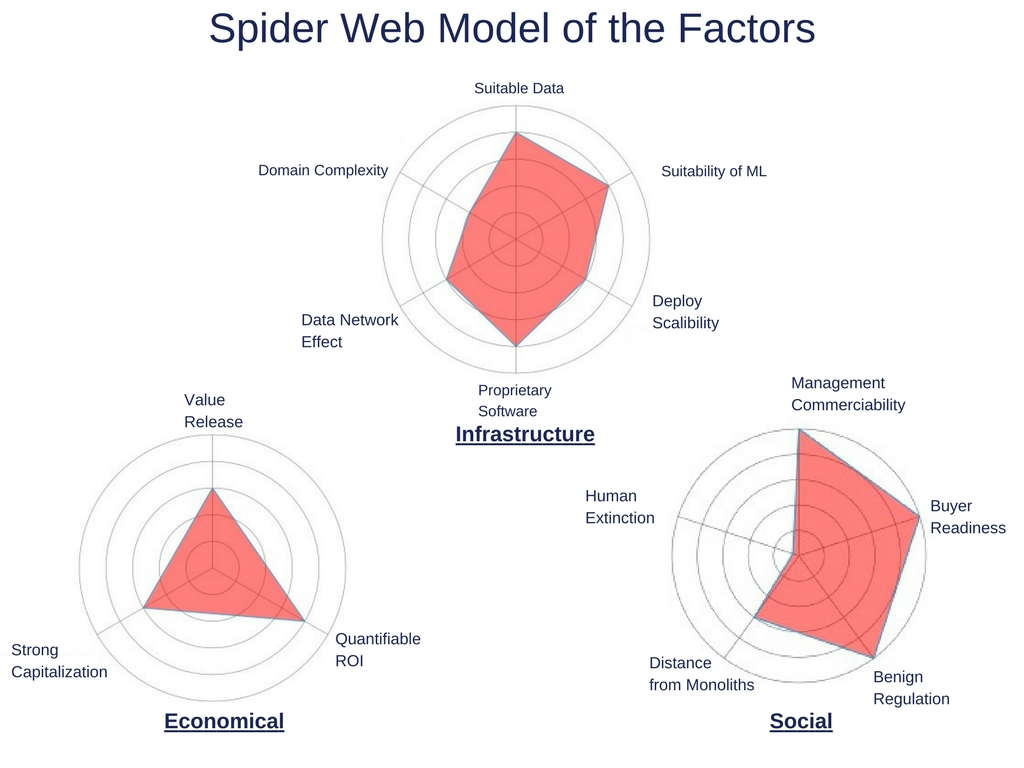 Spider Web Model of the Factors
Suitable Data
Domain Complexity
Suitability of ML
Data Network
Effect
Deploy
Scalibility
Proprietary
Software
Infrastructure
Value
Release
Strong
Capitalization
Quantifiable
ROI
Economical
Management
Commerciability
Human
Extinction
Buyer
Readiness
Distance
from Monoliths
Benign
Regulation
Social